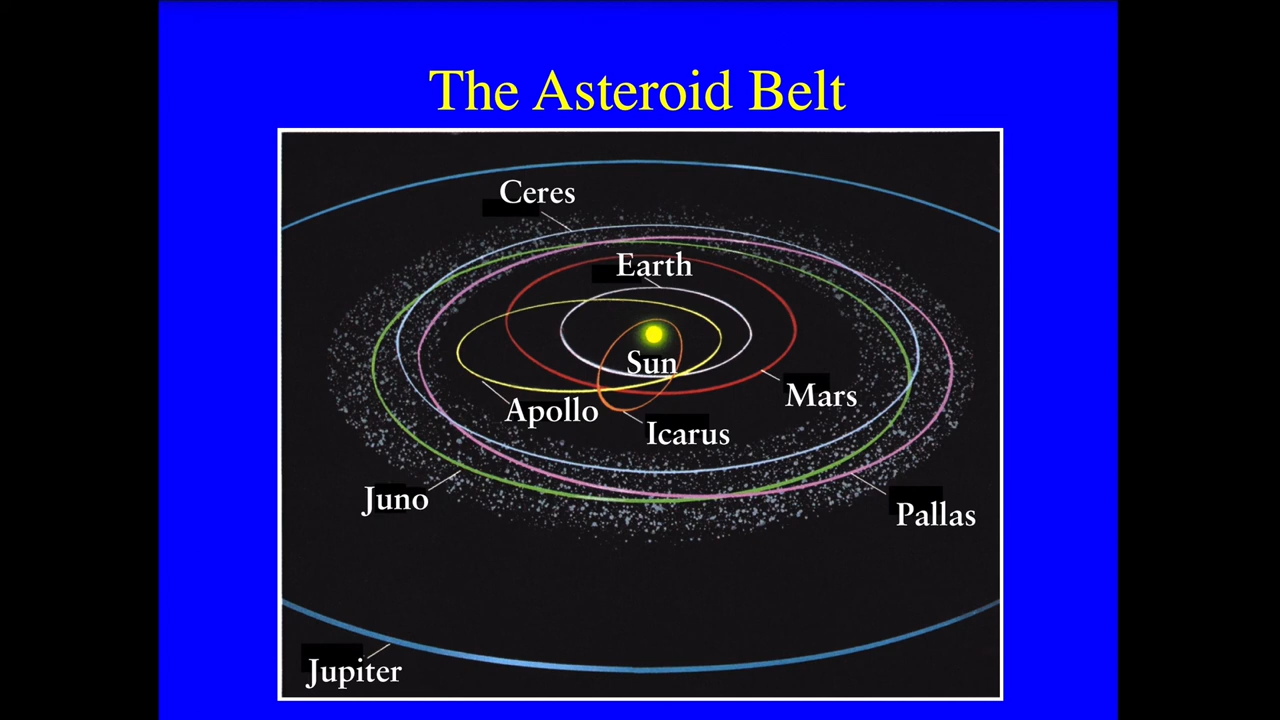 The Asteroid Belt
Ceres
Earth
Sun
Mars
Apollo
Icarus
Juno
Pallas
Jupiter